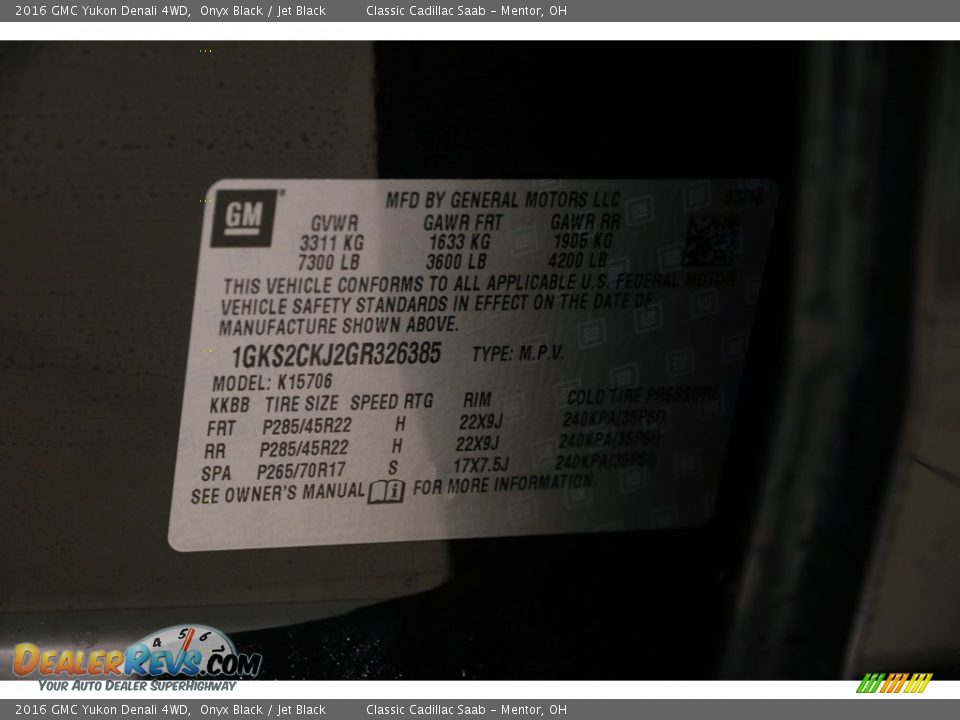 2016 GMC Yukon Denali 4WD, Onyx Black / Jet Black Classic Cadillac Saab - Mentor, OH
GM
MFD BY GENERAL MOTORS LLC 03/16
GVWR GAWR FRT GAWR RR
3311 KG 1633 KG 1905 KG
7300 LB 3600 LB 4200 LB
THIS VEHICLE CONFORMS TO ALL APPLICABLE U.S. FEDERAL MOTOR
VEHICLE SAFETY STANDARDS IN EFFECT ON THE DATE OF
MANUFACTURE SHOWN ABOVE.
1GKS2CKJ2GR326385 TYPE: M.P.V.
MODEL: K15706
KKBB TIRE SIZE SPEED RTG RIM COLD TIRE PRESSURE
FRT P285/45R22 H 22X9J 240KPA(35PSI)
RR P285/45R22 H 22X9J 240KPA(35PSI)
SPA P265/70R17 S 17X7.5J 240KPA(35PSI)
SEE OWNER'S MANUAL i FOR MORE INFORMATION.
4 5 6
DEALERREVS.COM
YOUR AUTO DEALER SUPERHIGHWAY
2016 GMC Yukon Denali 4WD, Onyx Black / Jet Black Classic Cadillac Saab - Mentor, OH